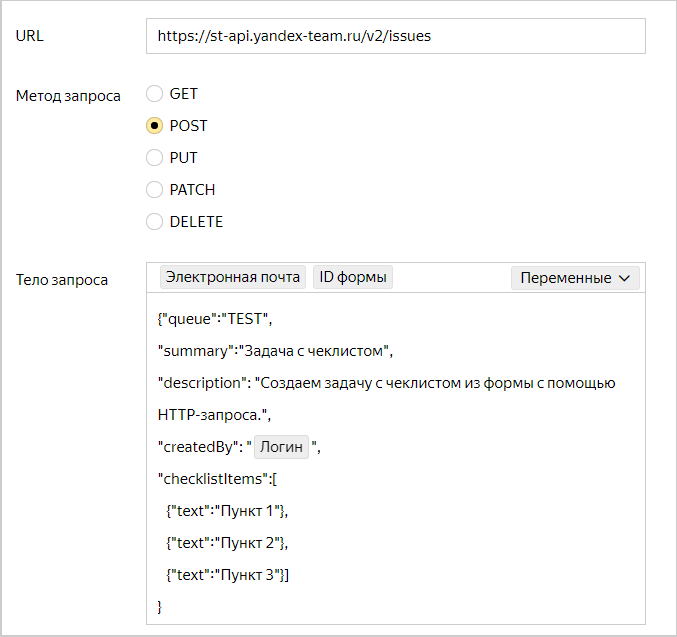 URL https://st-api.yandex-team.ru/v2/issues
Метод запроса GET
POST
PUT
PATCH
DELETE
Тело запроса Электронная почта ID формы Переменные
{"queue":"TEST",
"summary":"Задача с чеклистом",
"description": "Создаем задачу с чеклистом из формы с помощью
HTTP-запроса.",
"createdBy": " Логин ",
"checklistItems":[
{"text":"Пункт 1"},
{"text":"Пункт 2"},
{"text":"Пункт 3"}]
}